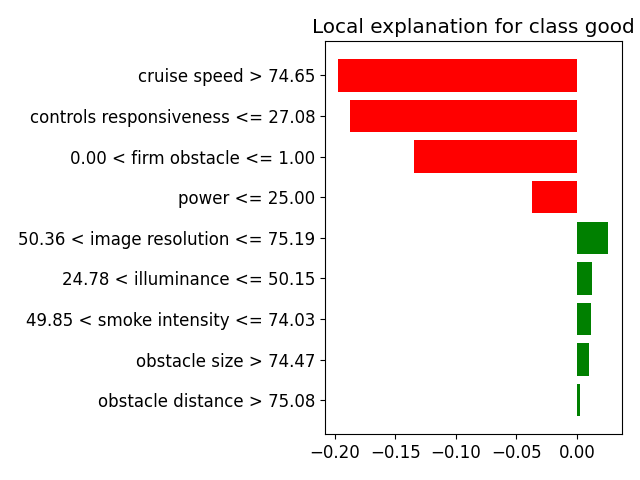 Local explanation for class good
cruise speed > 74.65
controls responsiveness <= 27.08
0.00 < firm obstacle <= 1.00
power <= 25.00
50.36 < image resolution <= 75.19
24.78 < illuminance <= 50.15
49.85 < smoke intensity <= 74.03
obstacle size > 74.47
obstacle distance > 75.08
−0.20 −0.15 −0.10 −0.05 0.00